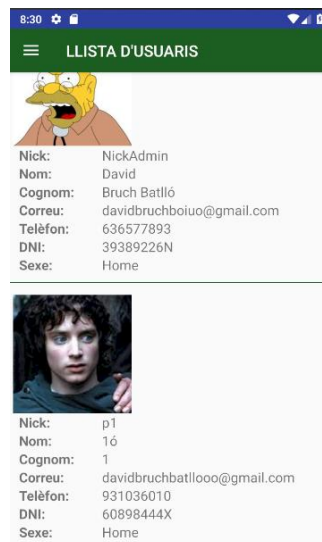 8:30
LLISTA D'USUARIS
Nick: NickAdmin
Nom: David
Cognom: Bruch Batlló
Correu: davidbruchboiuo@gmail.com
Telèfon: 636577893
DNI: 39389226N
Sexe: Home
Nick: p1
Nom: 1ó
Cognom: 1
Correu: davidbruchbatllooo@gmail.com
Telèfon: 931036010
DNI: 60898444X
Sexe: Home